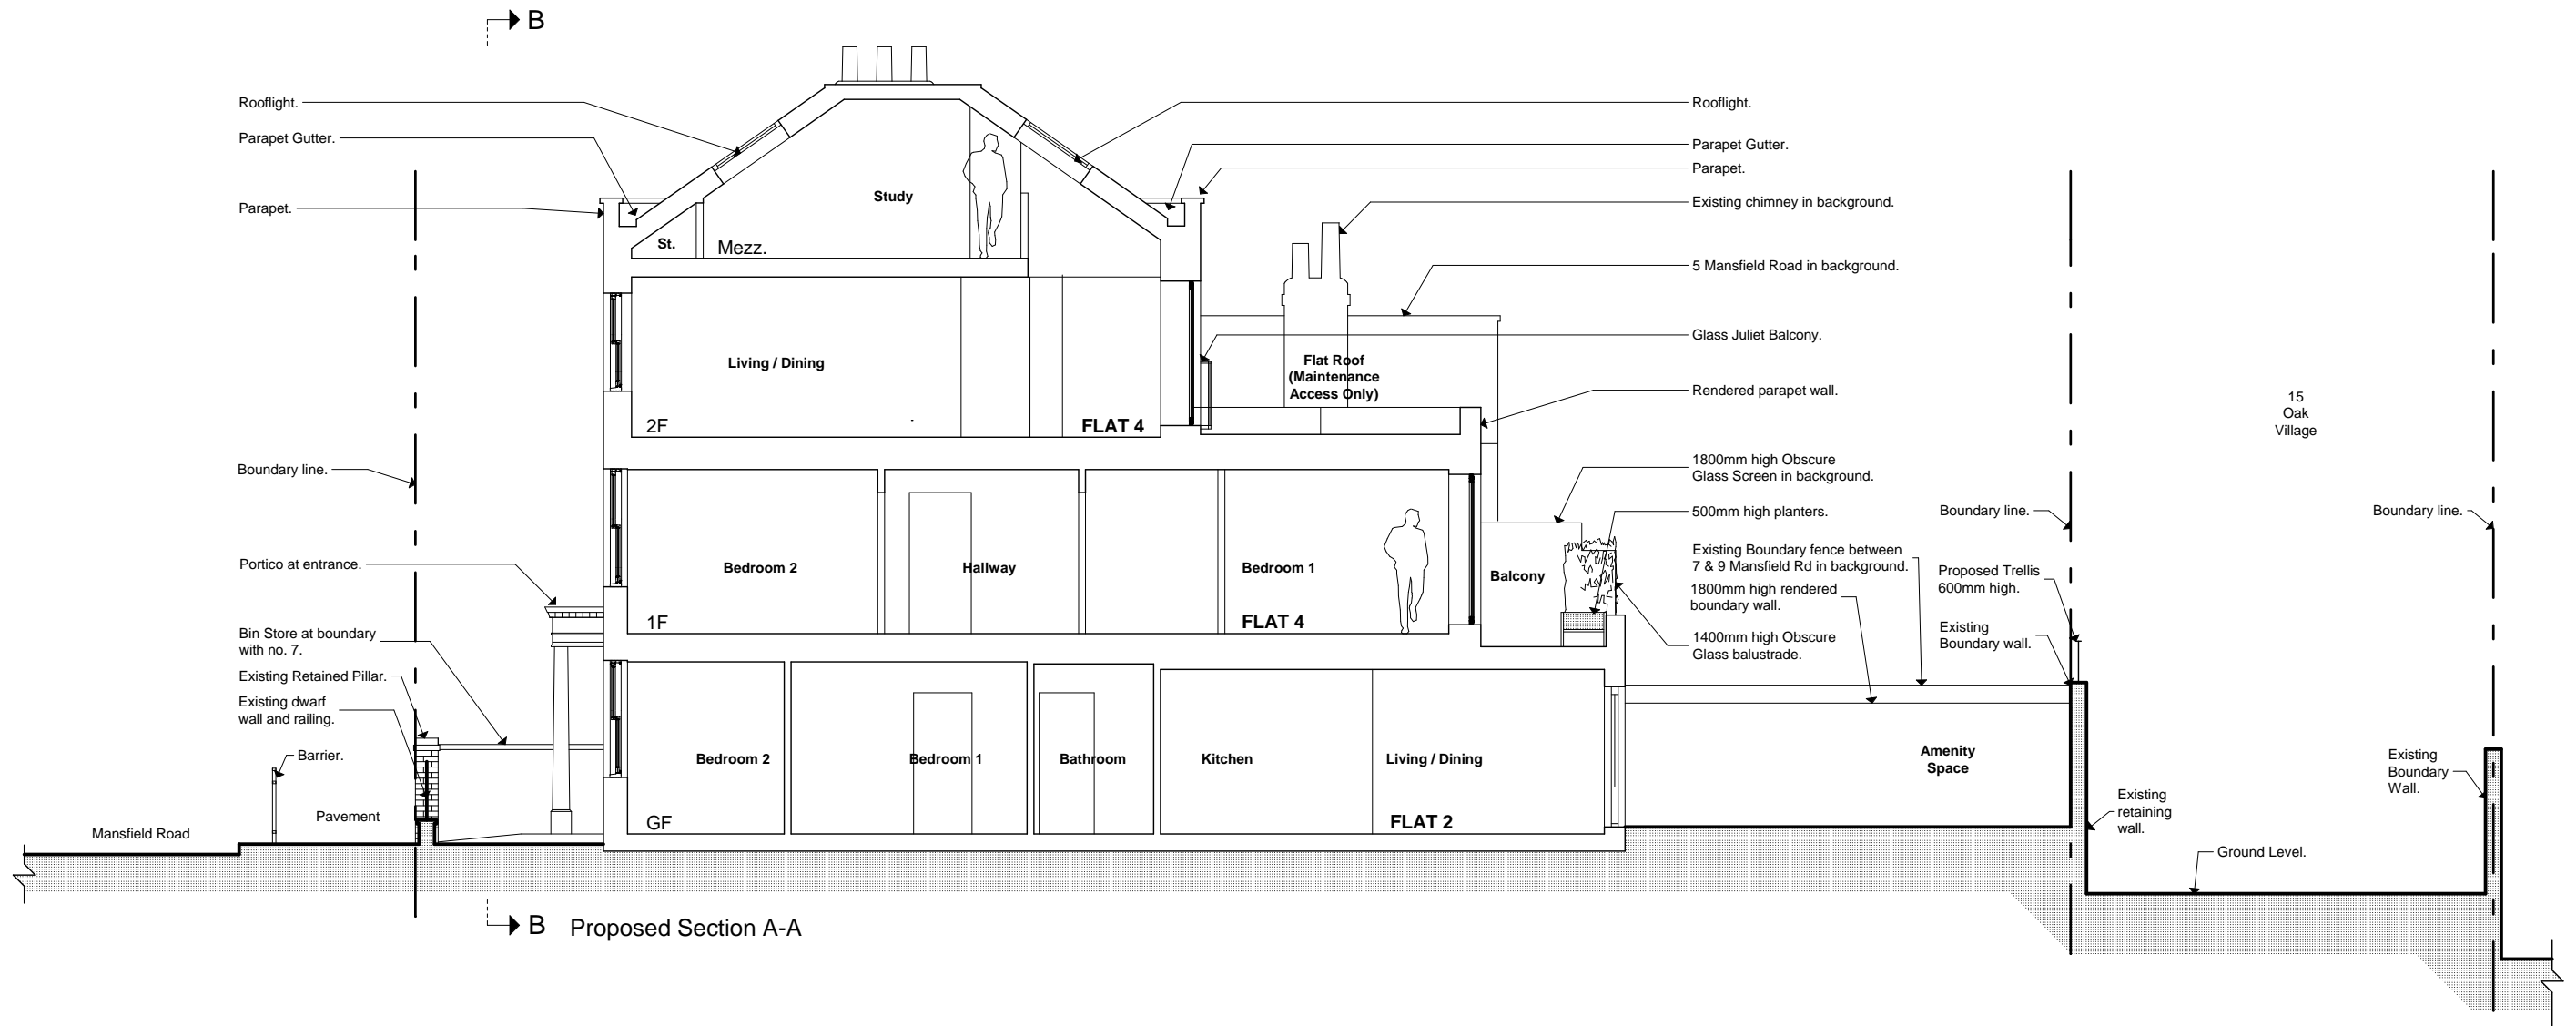 B
Rooflight.
Parapet Gutter.
Parapet.
Boundary line.
Portico at entrance.
Bin Store at boundary
with no. 7.
Existing Retained Pillar.
Existing dwarf
wall and railing.
Barrier.
Pavement
Mansfield Road
Study
St.
Mezz.
Living / Dining
2F
FLAT 4
Flat Roof
(Maintenance
Access Only)
Bedroom 2
Hallway
Bedroom 1
Balcony
1F
FLAT 4
Bedroom 2
Bedroom 1
Bathroom
Kitchen
Living / Dining
GF
FLAT 2
Rooflight.
Parapet Gutter.
Parapet.
Existing chimney in background.
5 Mansfield Road in background.
Glass Juliet Balcony.
Rendered parapet wall.
1800mm high Obscure
Glass Screen in background.
500mm high planters.
Existing Boundary fence between
7 & 9 Mansfield Rd in background.
1800mm high rendered
boundary wall.
1400mm high Obscure
Glass balustrade.
Boundary line.
Proposed Trellis
600mm high.
Existing
Boundary wall.
Amenity
Space
Existing
retaining
wall.
15
Oak
Village
Boundary line.
Existing
Boundary
Wall.
Ground Level.
B
Proposed Section A-A